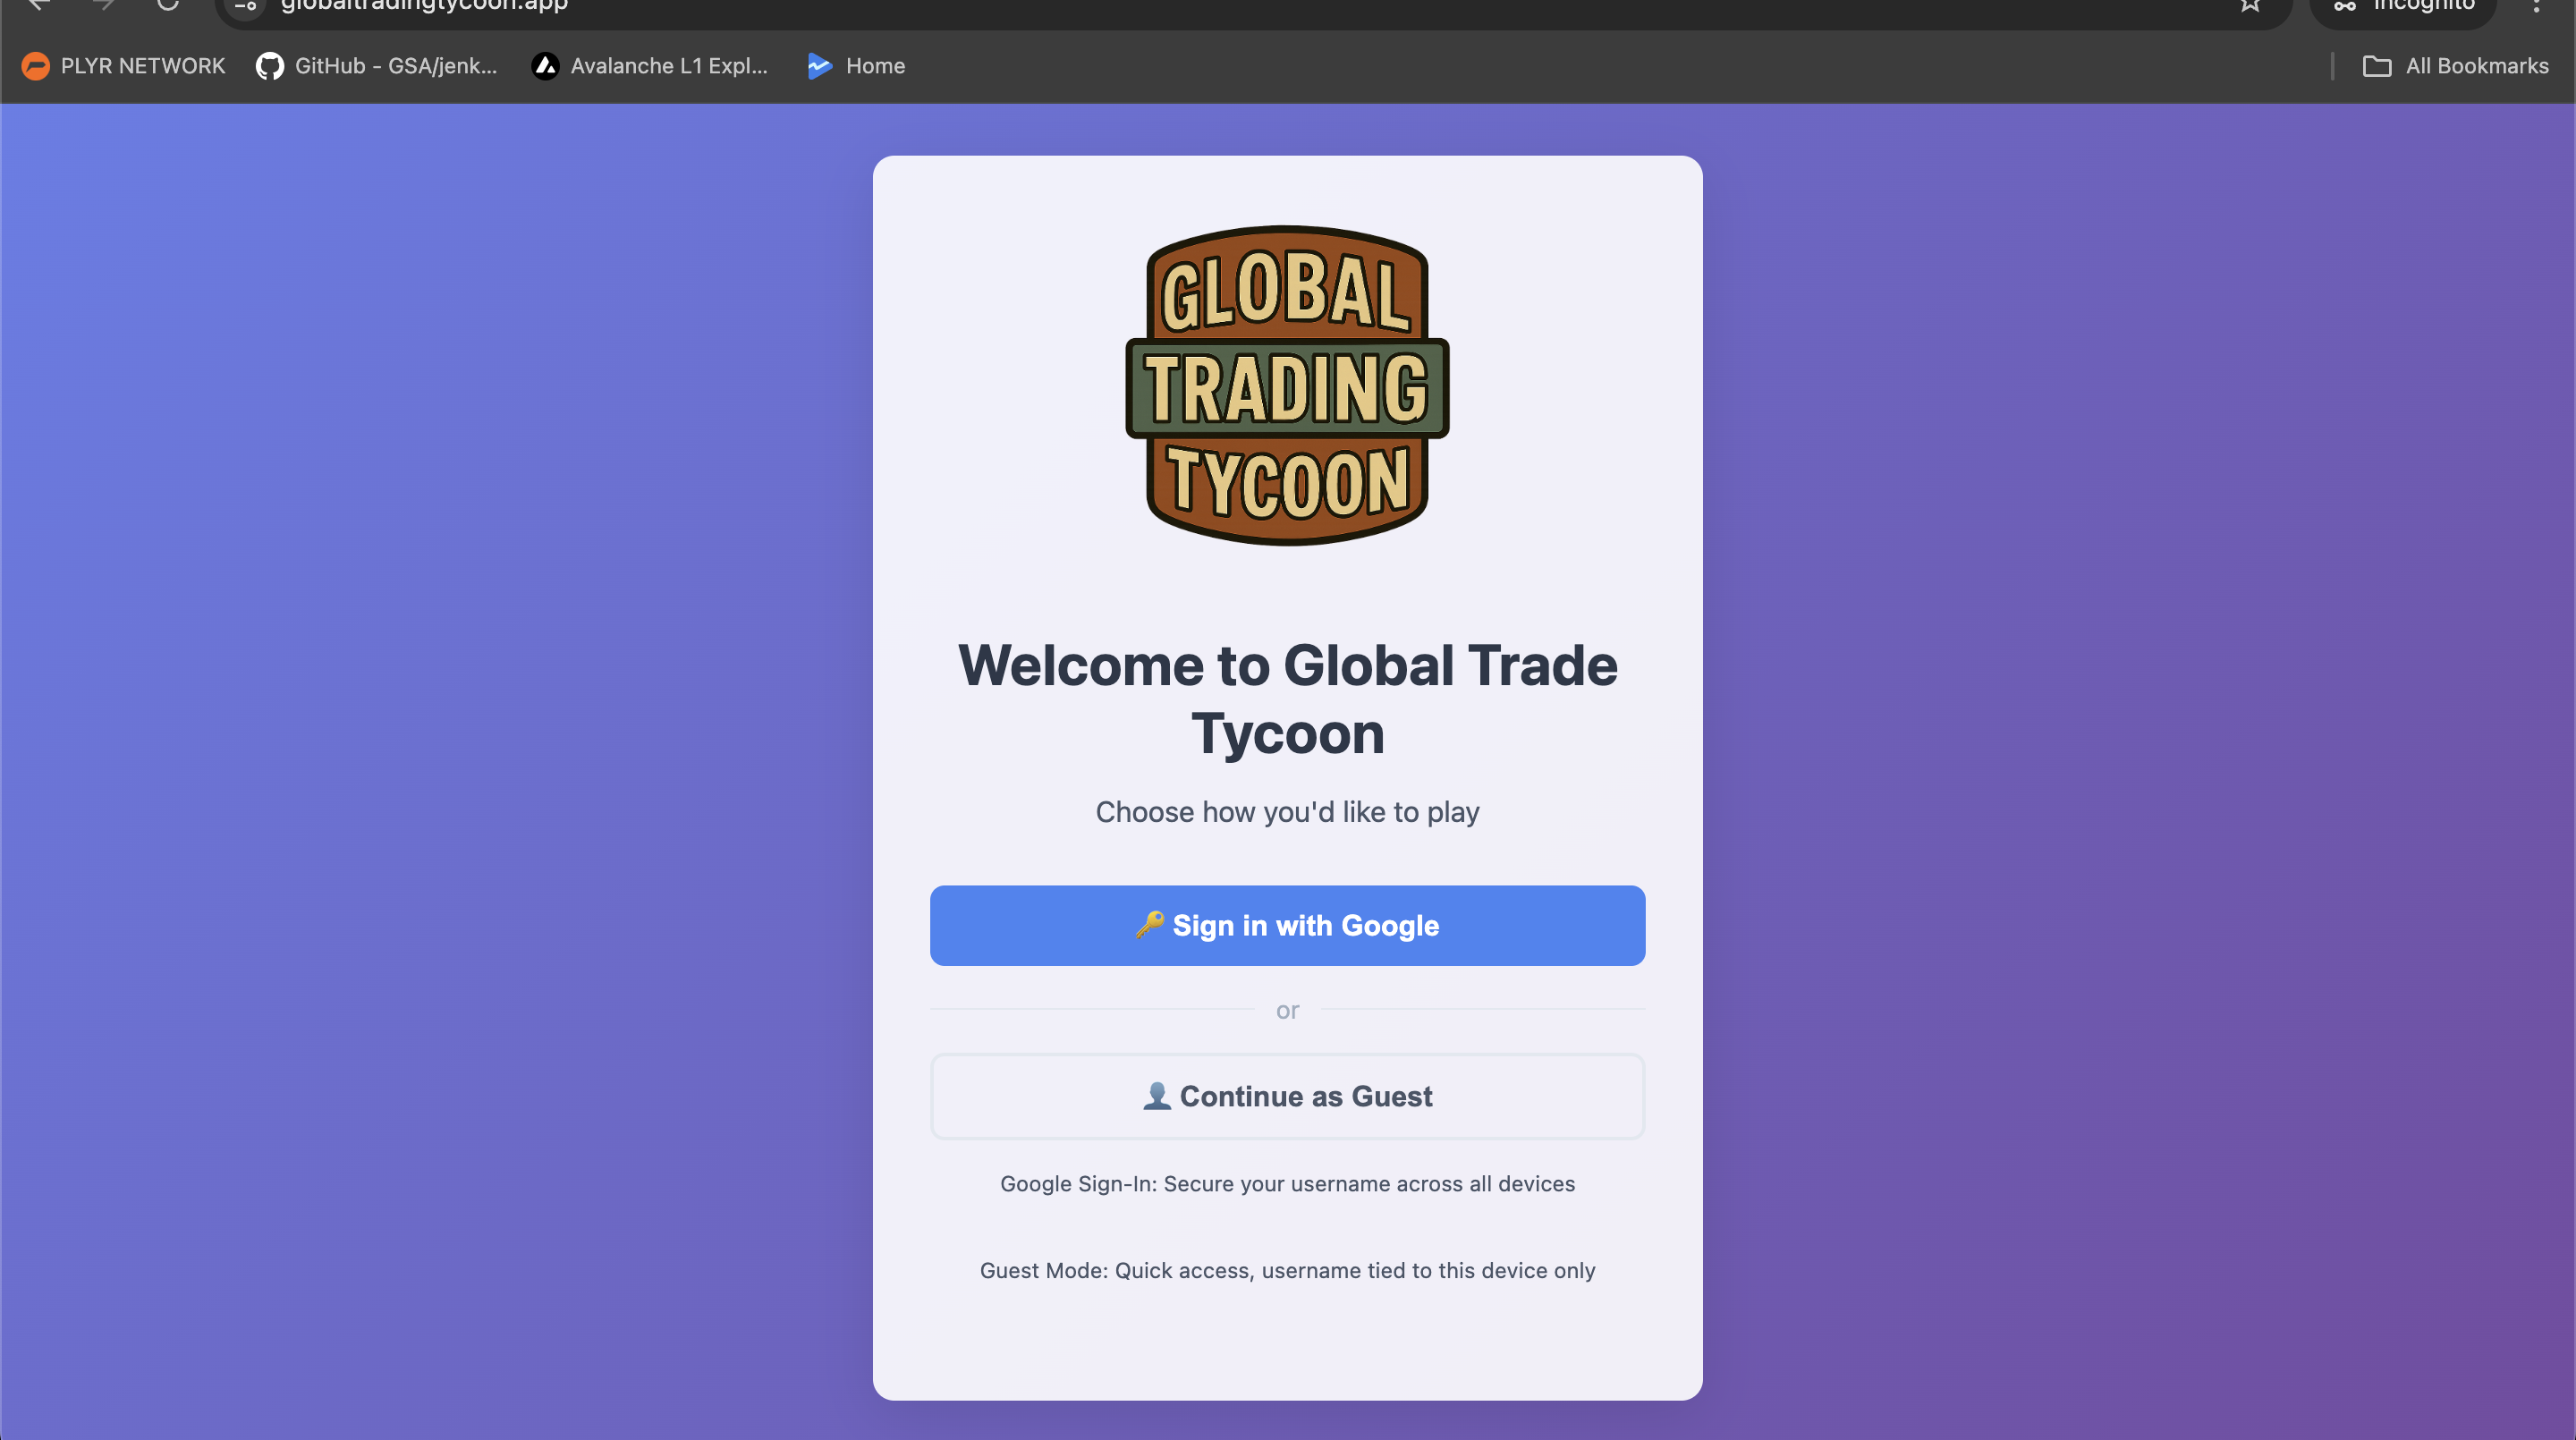 globaltradingtycoon.app
Incognito
PLYR NETWORK
GitHub - GSA/jenk...
Avalanche L1 Expl...
Home
All Bookmarks
GLOBAL
TRADING
TYCOON
Welcome to Global Trade
Tycoon
Choose how you'd like to play
Sign in with Google
or
Continue as Guest
Google Sign-In: Secure your username across all devices
Guest Mode: Quick access, username tied to this device only